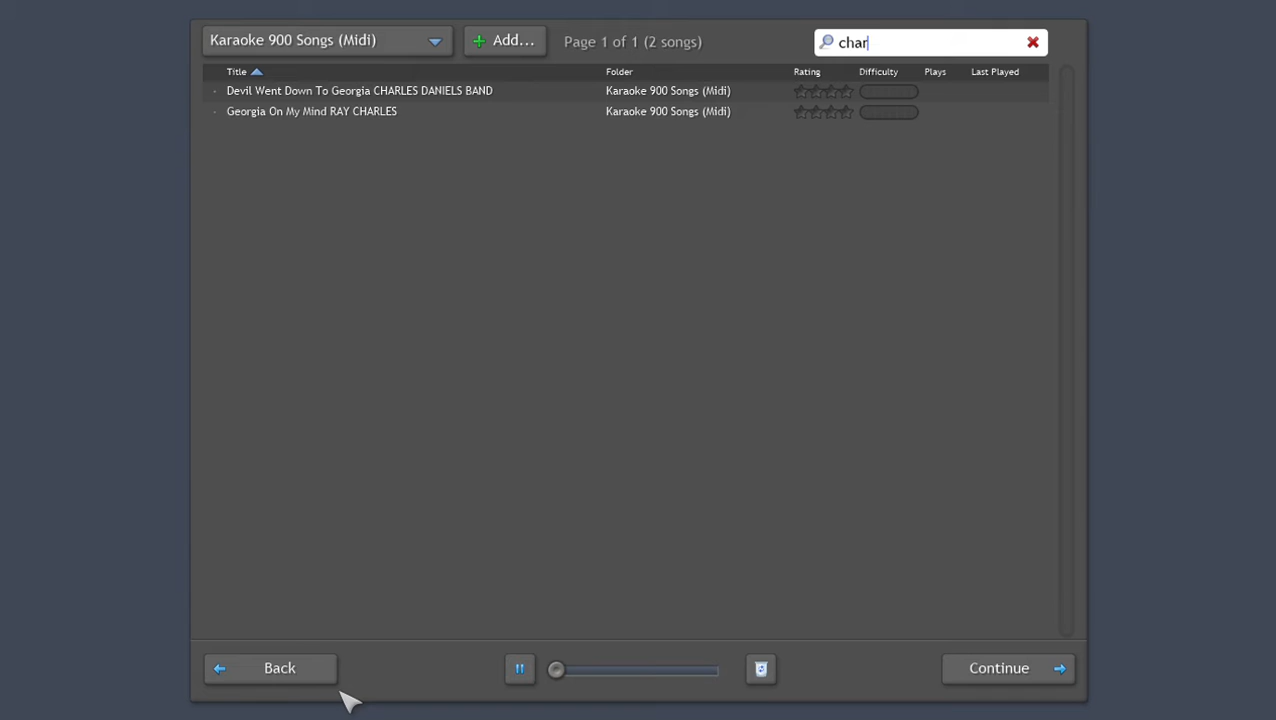 Karaoke 900 Songs (Midi) Add... Page 1 of 1 (2 songs) char
Title Folder Rating Difficulty Plays Last Played
Devil Went Down To Georgia CHARLES DANIELS BAND Karaoke 900 Songs (Midi)
Georgia On My Mind RAY CHARLES Karaoke 900 Songs (Midi)
Back Continue